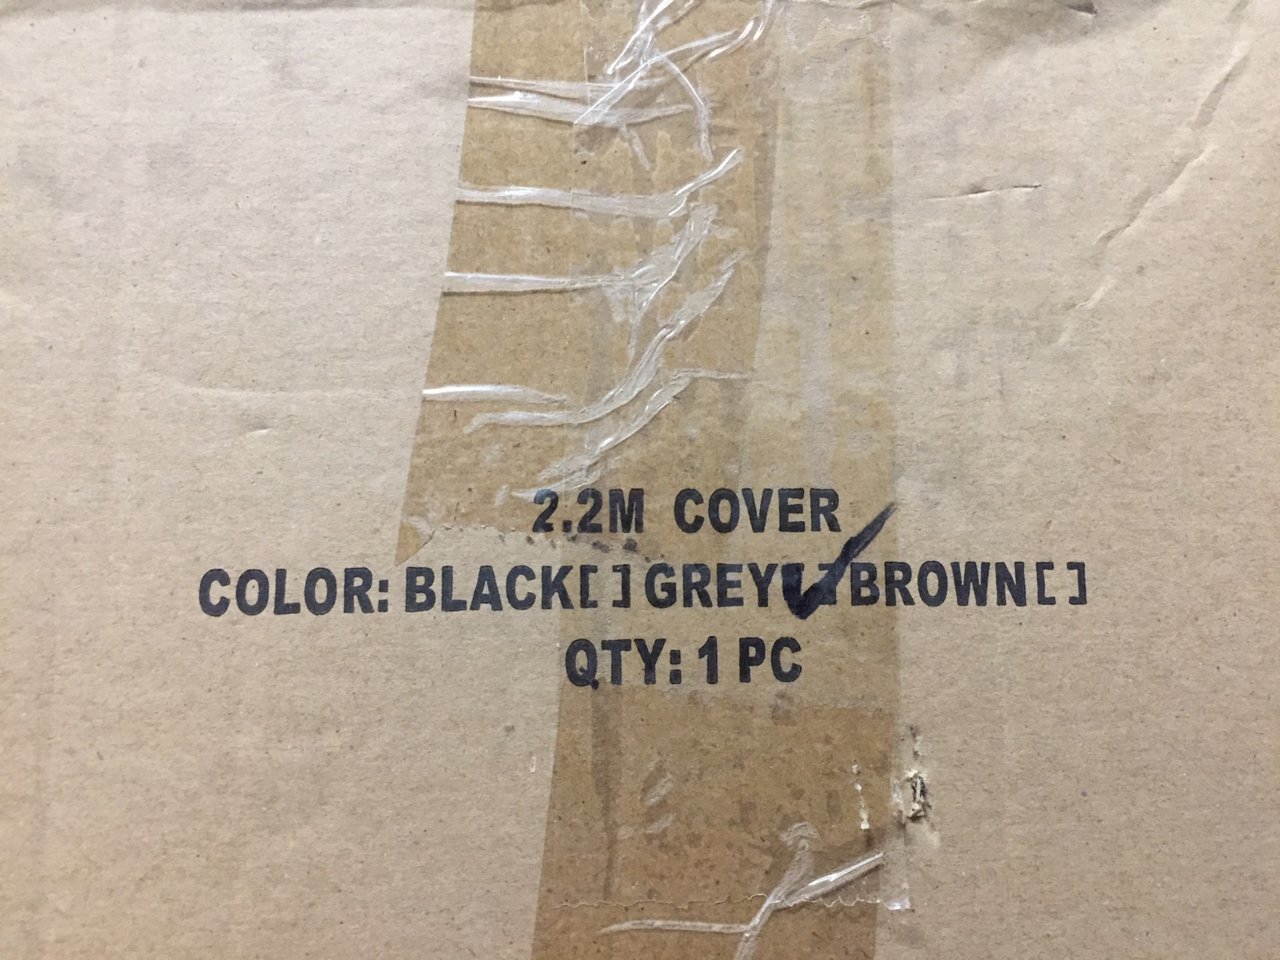 2.2M COVER
COLOR: BLACK[ ] GREY[✓] BROWN[ ]
QTY: 1 PC